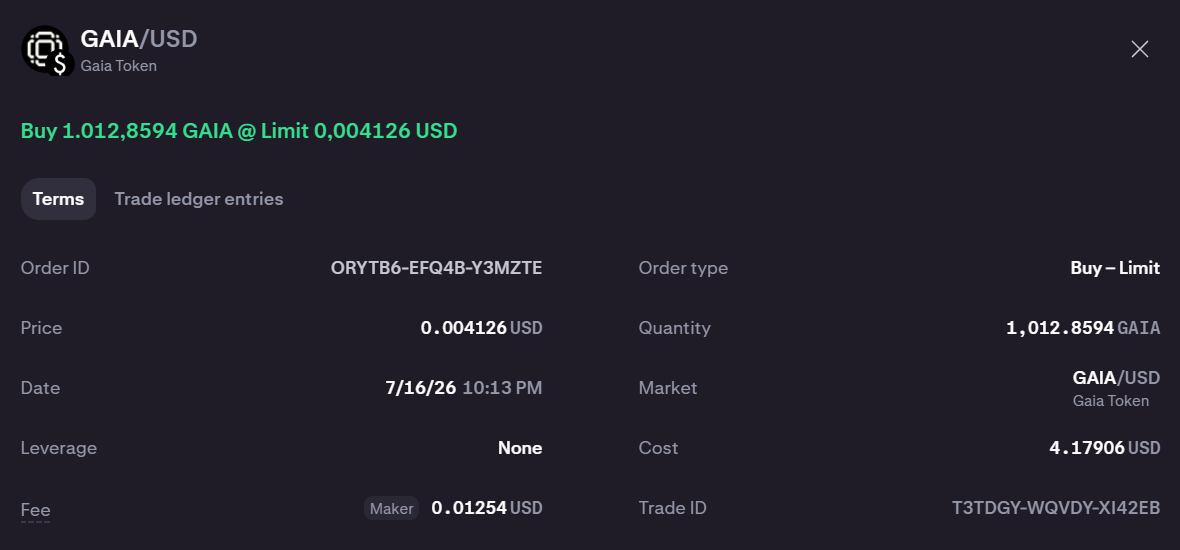 GAIA/USD
Gaia Token
Buy 1.012,8594 GAIA @ Limit 0,004126 USD
Terms Trade ledger entries
Order ID ORYTB6-EFQ4B-Y3MZTE Order type Buy – Limit
Price 0.004126 USD Quantity 1,012.8594 GAIA
Date 7/16/26 10:13 PM Market GAIA/USD
Gaia Token
Leverage None Cost 4.17906 USD
Fee Maker 0.01254 USD Trade ID T3TDGY-WQVDY-XI42EB